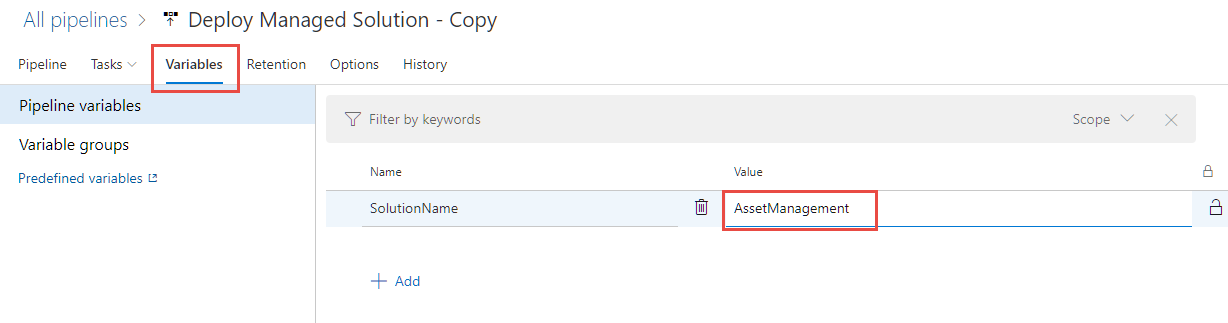 All pipelines > Deploy Managed Solution - Copy
Pipeline Tasks Variables Retention Options History
Pipeline variables
Filter by keywords Scope
Variable groups
Predefined variables
Name Value
SolutionName AssetManagement
+ Add